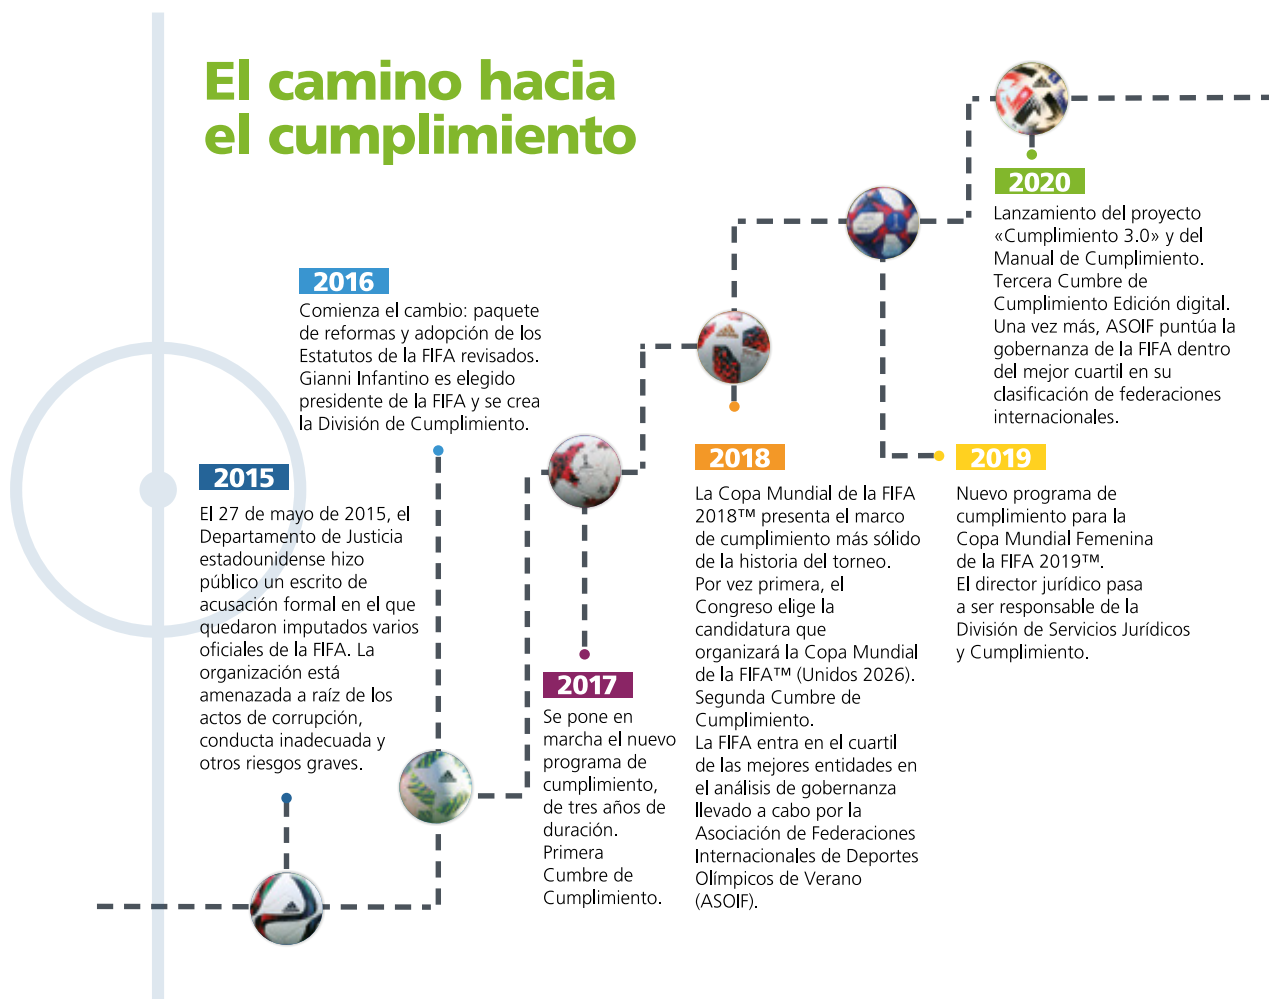 El camino hacia
el cumplimiento
2015
El 27 de mayo de 2015, el
Departamento de Justicia
estadounidense hizo
público un escrito de
acusación formal en el que
quedaron imputados varios
oficiales de la FIFA. La
organización está
amenazada a raíz de los
actos de corrupción,
conducta inadecuada y
otros riesgos graves.
2016
Comienza el cambio: paquete
de reformas y adopción de los
Estatutos de la FIFA revisados.
Gianni Infantino es elegido
presidente de la FIFA y se crea
la División de Cumplimiento.
2017
Se pone en
marcha el nuevo
programa de
cumplimiento,
de tres años de
duración.
Primera
Cumbre de
Cumplimiento.
2018
La Copa Mundial de la FIFA
2018™ presenta el marco
de cumplimiento más sólido
de la historia del torneo.
Por vez primera, el
Congreso elige la
candidatura que
organizará la Copa Mundial
de la FIFA™ (Unidos 2026).
Segunda Cumbre de
Cumplimiento.
La FIFA entra en el cuartil
de las mejores entidades en
el análisis de gobernanza
llevado a cabo por la
Asociación de Federaciones
Internacionales de Deportes
Olímpicos de Verano
(ASOIF).
2019
Nuevo programa de
cumplimiento para la
Copa Mundial Femenina
de la FIFA 2019™.
El director jurídico pasa
a ser responsable de la
División de Servicios Jurídicos
y Cumplimiento.
2020
Lanzamiento del proyecto
«Cumplimiento 3.0» y del
Manual de Cumplimiento.
Tercera Cumbre de
Cumplimiento Edición digital.
Una vez más, ASOIF puntúa la
gobernanza de la FIFA dentro
del mejor cuartil en su
clasificación de federaciones
internacionales.